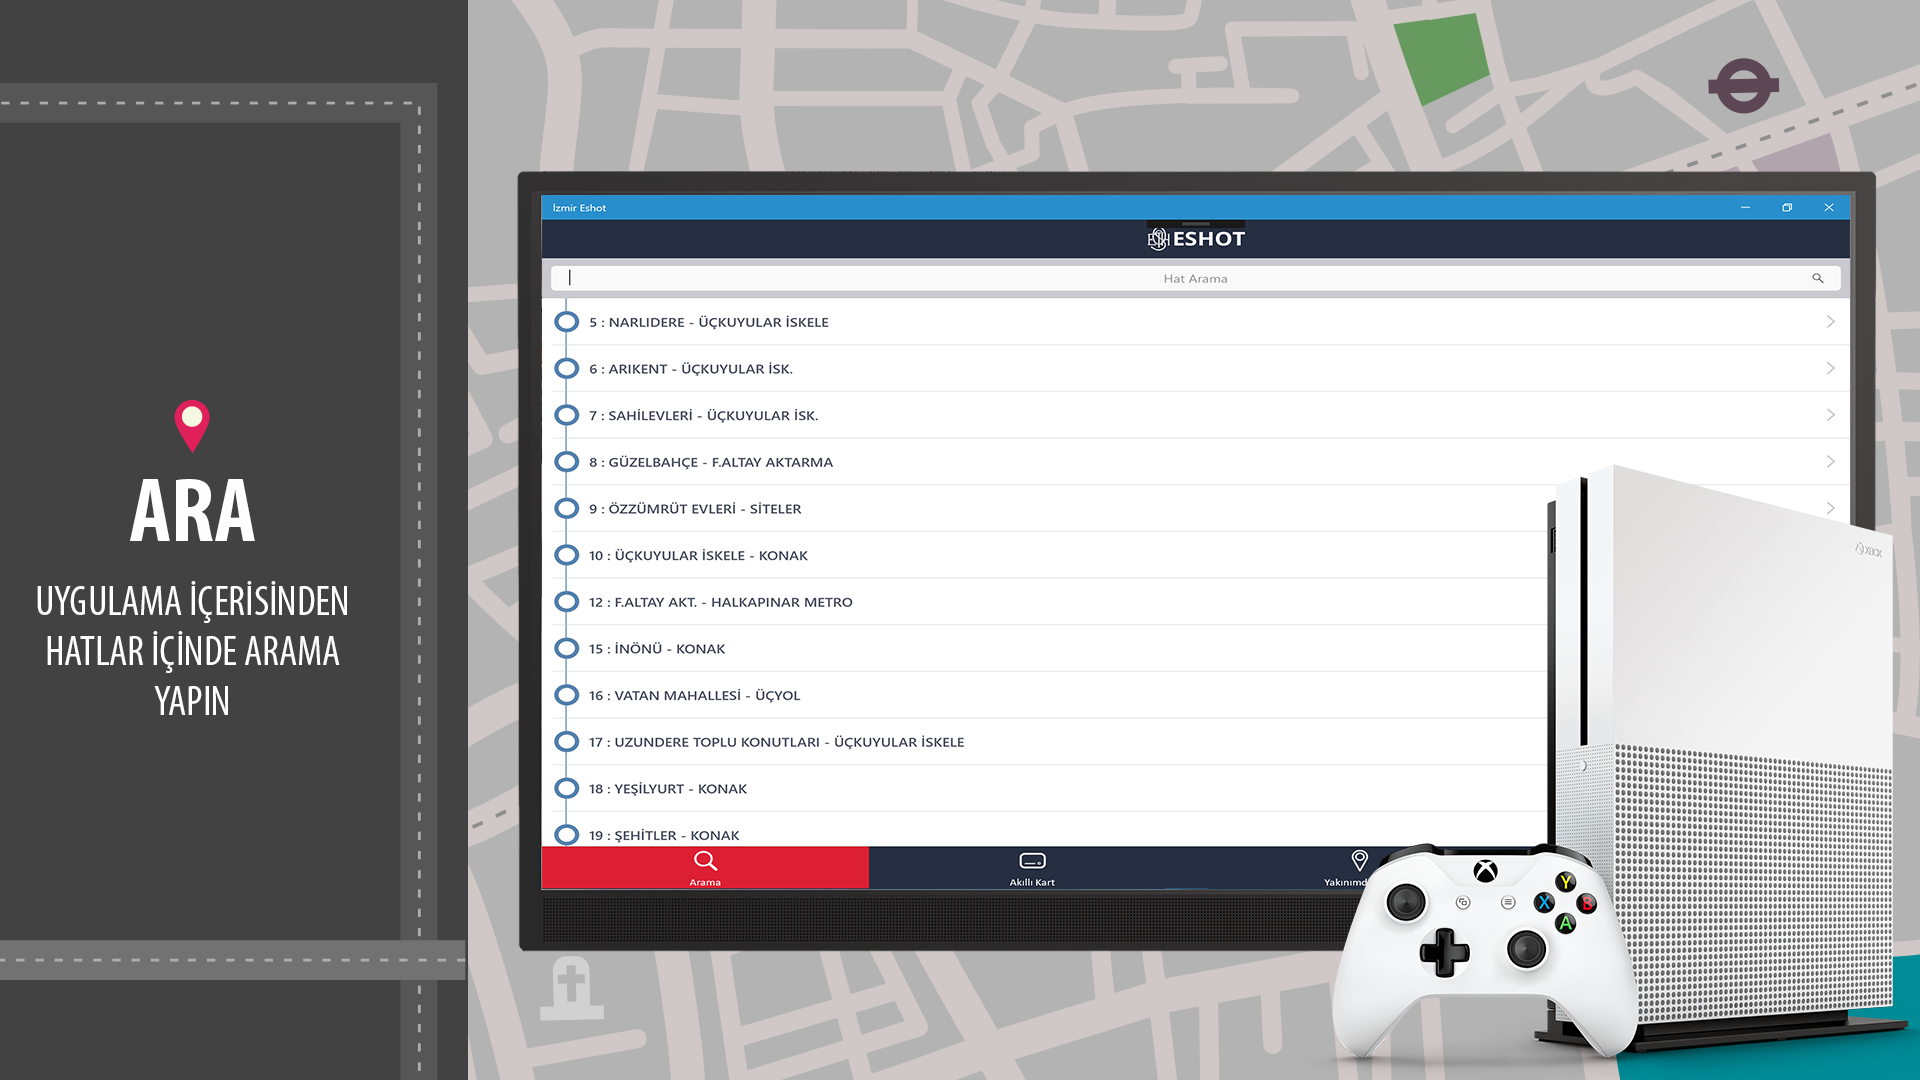 ARA
UYGULAMA İÇERİSİNDEN
HATLAR İÇİNDE ARAMA
YAPIN
İzmir Eshot
ESHOT
Hat Arama
5 : NARLIDERE - ÜÇKUYULAR İSKELE
6 : ARIKENT - ÜÇKUYULAR İSK.
7 : SAHİLEVLERİ - ÜÇKUYULAR İSK.
8 : GÜZELBAHÇE - F.ALTAY AKTARMA
9 : ÖZZÜMRÜT EVLERİ - SİTELER
10 : ÜÇKUYULAR İSKELE - KONAK
12 : F.ALTAY AKT. - HALKAPINAR METRO
15 : İNÖNÜ - KONAK
16 : VATAN MAHALLESİ - ÜÇYOL
17 : UZUNDERE TOPLU KONUTLARI - ÜÇKUYULAR İSKELE
18 : YEŞİLYURT - KONAK
19 : ŞEHİTLER - KONAK
Arama
Akıllı Kart
Yakınımd
XBOX
Y
X
B
A